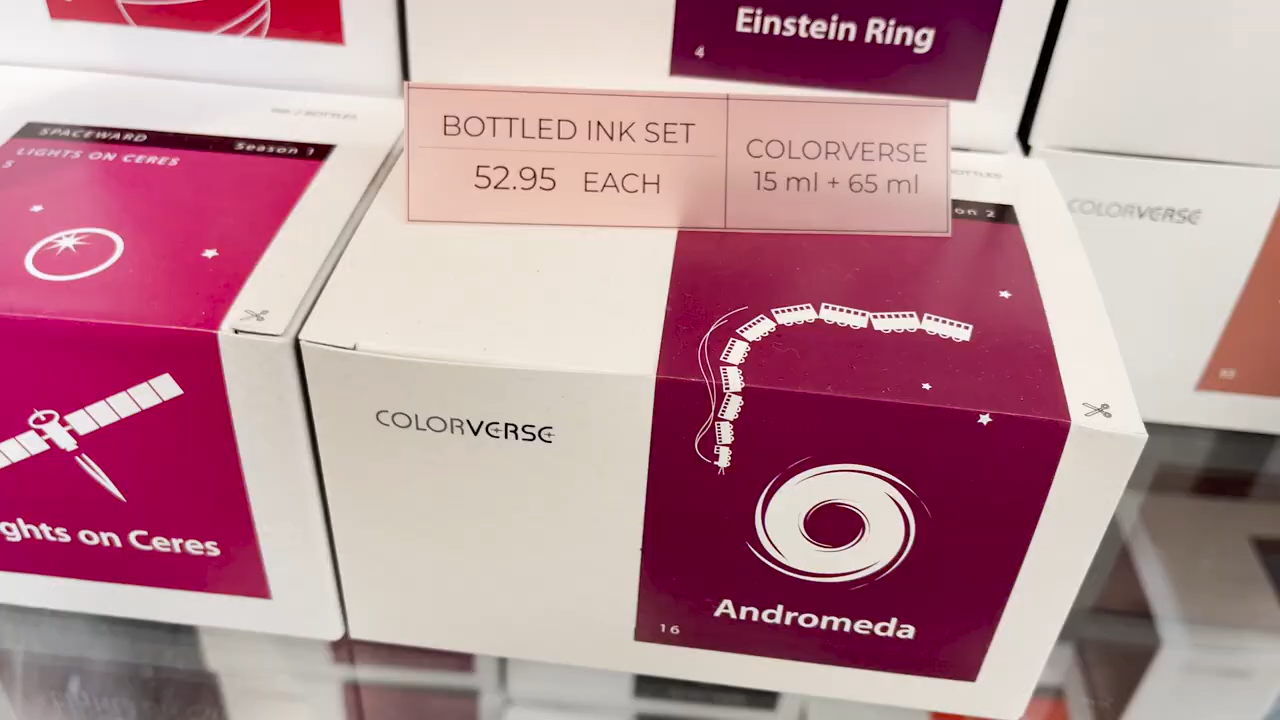 Einstein Ring
4
BOTTLED INK SET
52.95 EACH
COLORVERSE
15 ml + 65 ml
SPACEWARD
Season 1
LIGHTS ON CERES
5
ghts on Ceres
BOTTLES
on 2
COLORVERSE
COLORVERSE
Andromeda
16